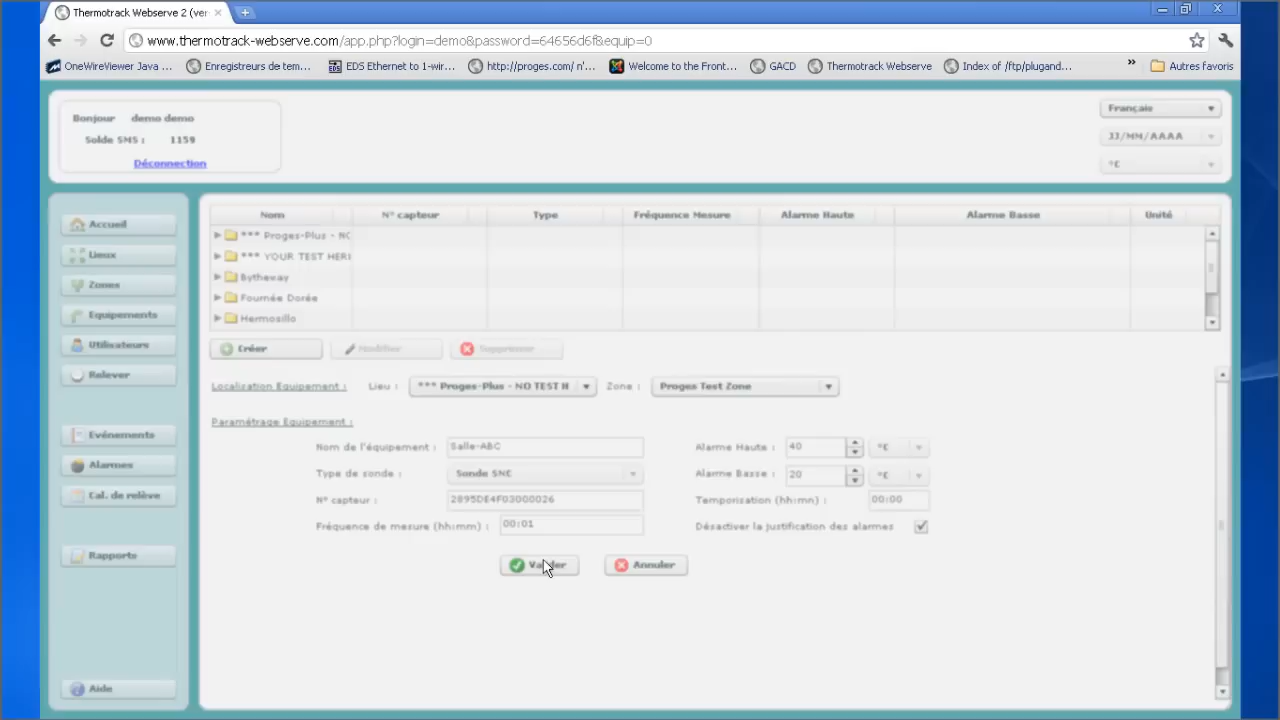 Thermotrack Webserve 2 (ver
www.thermotrack-webserve.com/app.php?login=demo&password=64656d6f&equip=0
OneWireViewer Java ...
Enregistreurs de tem...
EDS Ethernet to 1-wir...
http://proges.com/ n'...
Welcome to the Front...
GACD
Thermotrack Webserve
Index of /ftp/plugand...
»
Autres favoris
Bonjour demo demo
Solde SMS : 1159
Déconnection
Français
JJ/MM/AAAA
°C
Accueil
Lieux
Zones
Equipements
Utilisateurs
Relever
Evénements
Alarmes
Cal. de relève
Rapports
Aide
Nom N° capteur Type Fréquence Mesure Alarme Haute Alarme Basse Unité
*** Proges-Plus - NO
*** YOUR TEST HERE
Bytheway
Fournée Dorée
Hermosillo
Créer Modifier Supprimer
Localisation Equipement : Lieu : *** Proges-Plus - NO TEST H Zone : Proges Test Zone
Paramétrage Equipement :
Nom de l'équipement : Salle-ABC Alarme Haute : 40 °C
Type de sonde : Sonde SNC Alarme Basse : 20 °C
N° capteur : 2895DE4F03000026 Temporisation (hh:mn) : 00:00
Fréquence de mesure (hh:mm) : 00:01 Désactiver la justification des alarmes
Valider Annuler